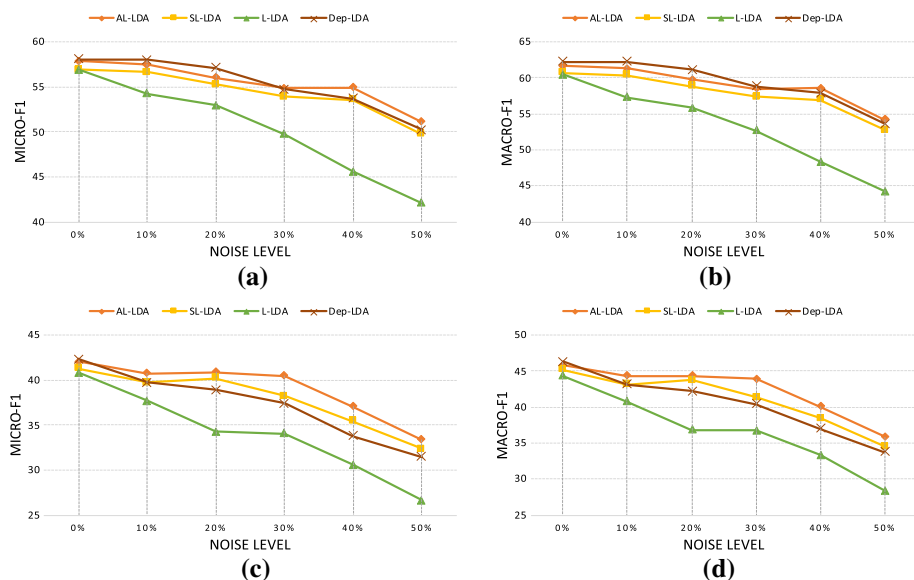 AL-LDA SL-LDA L-LDA Dep-LDA
60
55
50
45
40
MICRO-F1
0% 10% 20% 30% 40% 50%
NOISE LEVEL
(a)
AL-LDA SL-LDA L-LDA Dep-LDA
65
60
55
50
45
40
MACRO-F1
0% 10% 20% 30% 40% 50%
NOISE LEVEL
(b)
AL-LDA SL-LDA L-LDA Dep-LDA
45
40
35
30
25
MICRO-F1
0% 10% 20% 30% 40% 50%
NOISE LEVEL
(c)
AL-LDA SL-LDA L-LDA Dep-LDA
50
45
40
35
30
25
MACRO-F1
0% 10% 20% 30% 40% 50%
NOISE LEVEL
(d)